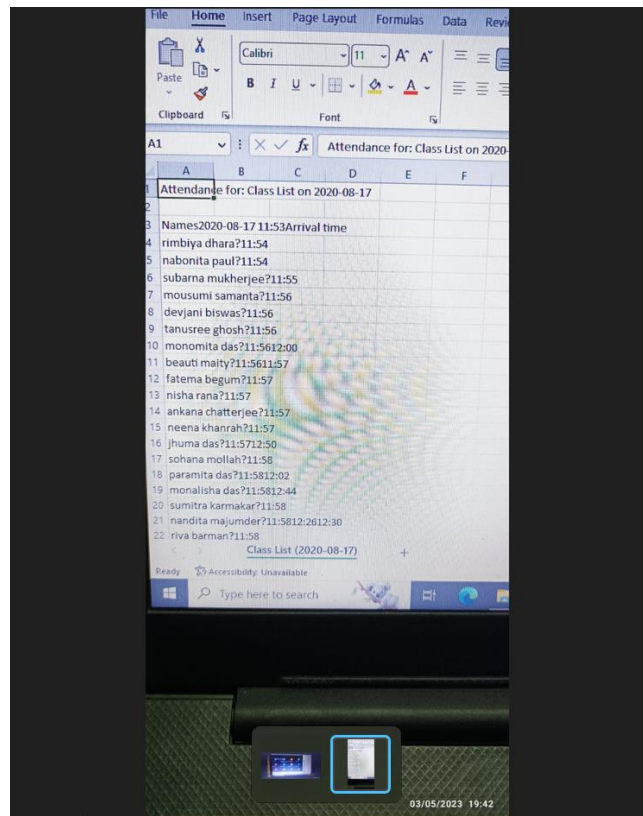 File Home Insert Page Layout Formulas Data
Calibri 11 A^ A˅
Paste
B I U A
Clipboard Font
A1 fx Attendance for: Class List on 2020-
A B C D E F
1 Attendance for: Class List on 2020-08-17
2
3 Names2020-08-17 11:53Arrival time
4 rimbiya dhara?11:54
5 nabonita paul?11:54
6 subarna mukherjee?11:55
7 mousumi samanta?11:56
8 devjani biswas?11:56
9 tanusree ghosh?11:56
10 monomita das?11:5612:00
11 beauti maity?11:5611:57
12 fatema begum?11:57
13 nisha rana?11:57
14 ankana chatterjee?11:57
15 neena khanrah?11:57
16 jhuma das?11:5712:50
17 sohana mollah?11:58
18 paramita das?11:5812:02
19 monalisha das?11:5812:44
20 sumitra karmakar?11:58
21 nandita majumder?11:5812:2612:30
22 riva barman?11:58
Class List (2020-08-17) +
Ready Accessibility: Unavailable
Type here to search
03/05/2023 19:42